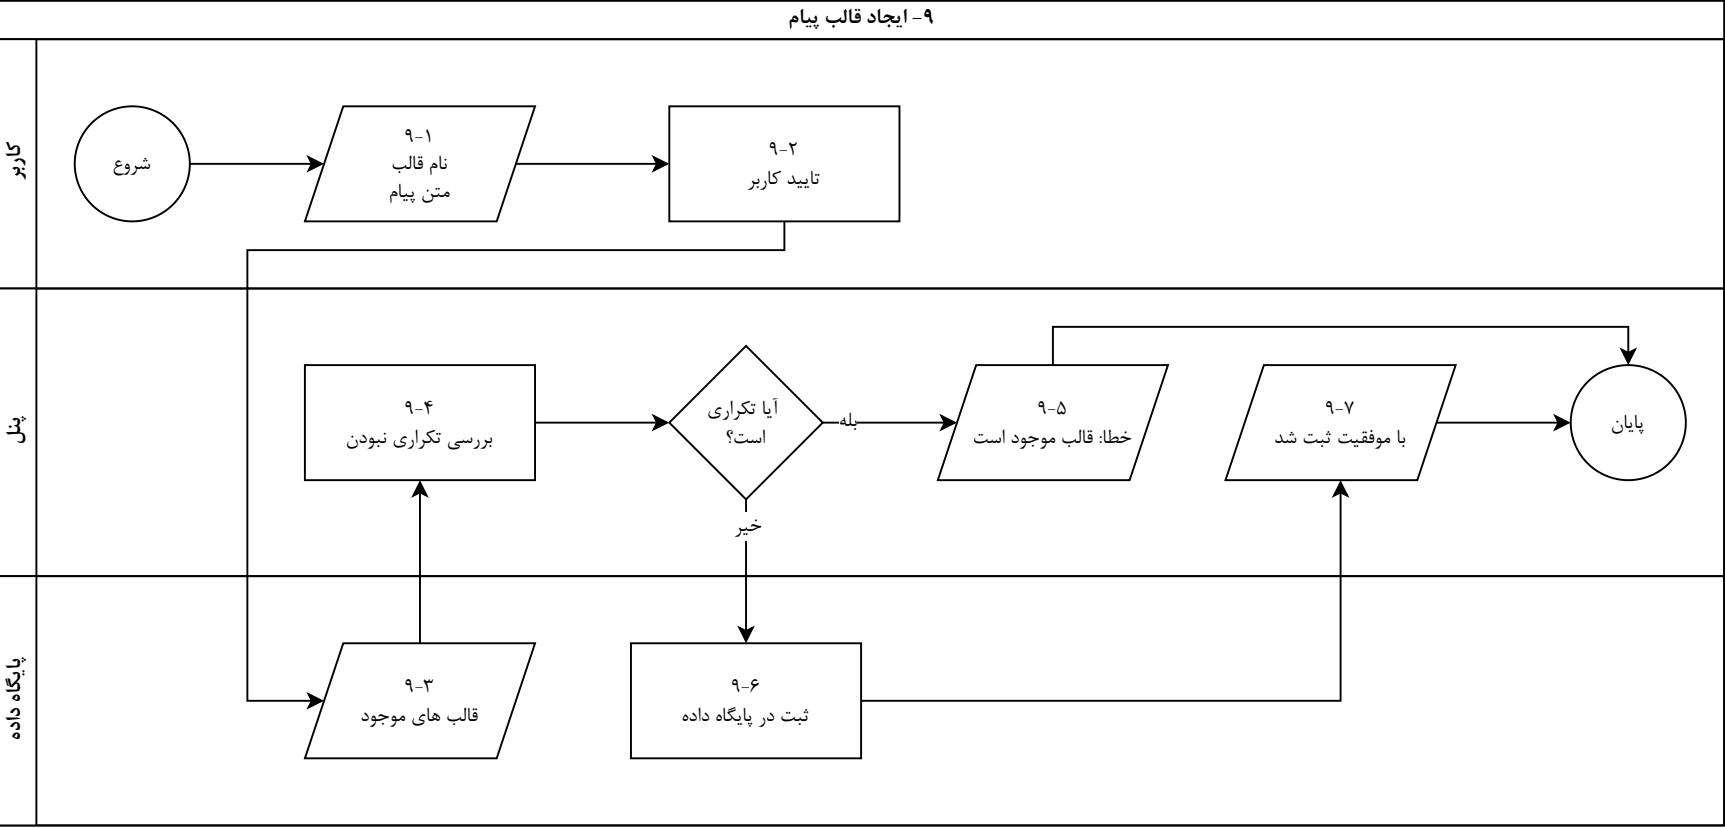 ۹- ایجاد قالب پیام
کاربر
شروع
۹-۱
نام قالب
متن پیام
۹-۲
تایید کاربر
پنل
۹-۴
بررسی تکراری نبودن
آیا تکراری
است؟
بله
خیر
۹-۵
خطا: قالب موجود است
۹-۷
با موفقیت ثبت شد
پایان
پایگاه داده
۹-۳
قالب های موجود
۹-۶
ثبت در پایگاه داده